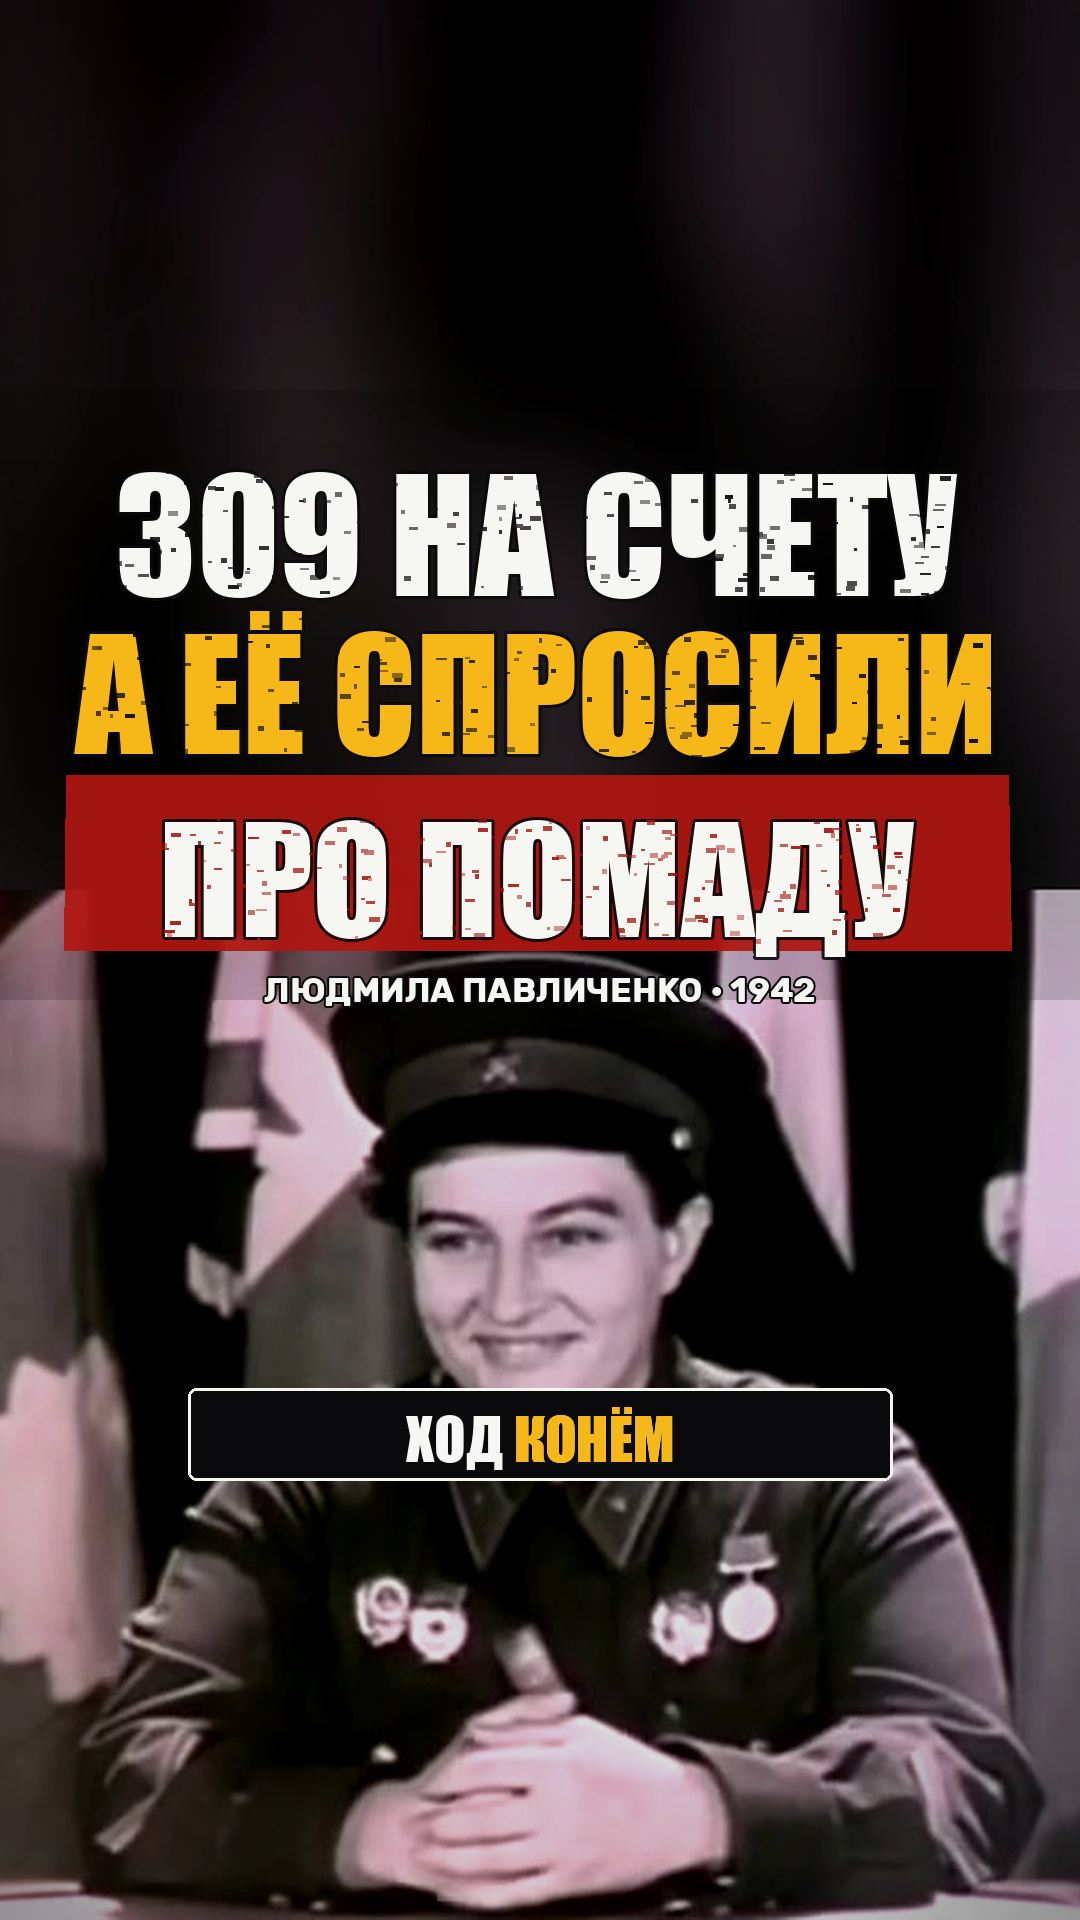 309 НА СЧЕТУ
А ЕЁ СПРОСИЛИ
ПРО ПОМАДУ
ЛЮДМИЛА ПАВЛИЧЕНКО • 1942
ХОД КОНЁМ